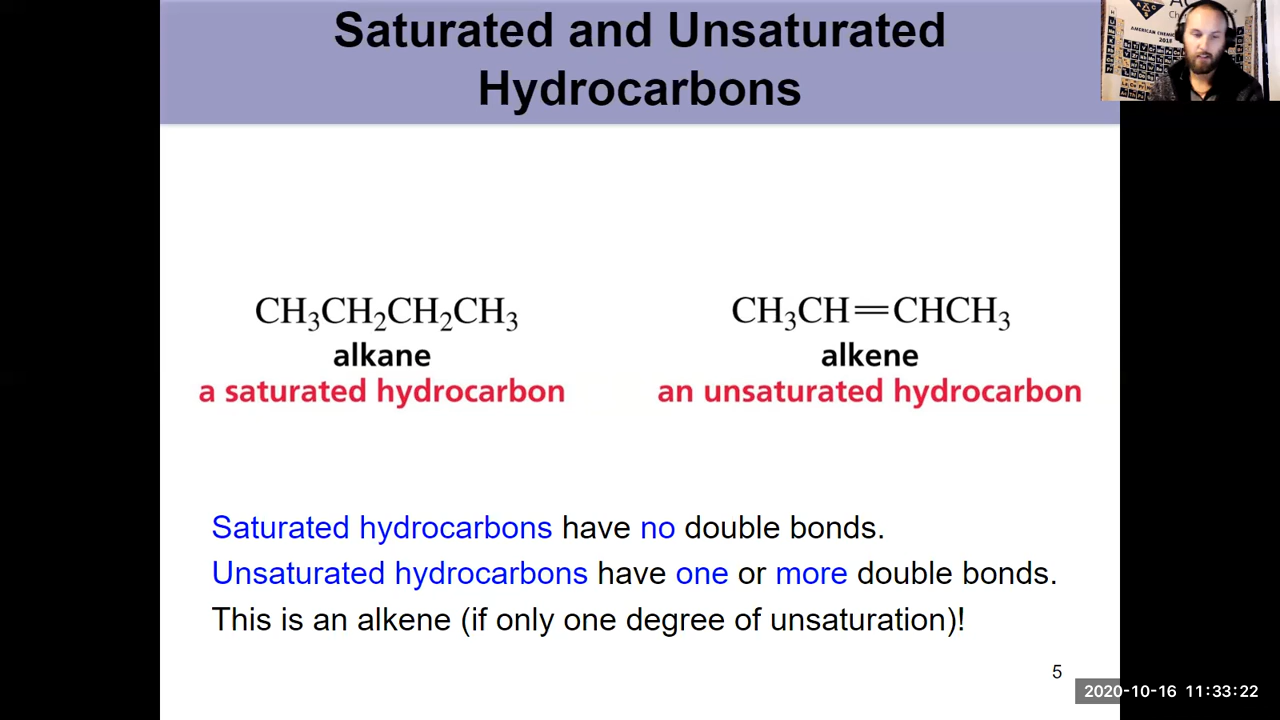 Saturated and Unsaturated
Hydrocarbons
AMERICAN CHEM
CH₃CH₂CH₂CH₃
alkane
a saturated hydrocarbon
CH₃CH=CHCH₃
alkene
an unsaturated hydrocarbon
Saturated hydrocarbons have no double bonds.
Unsaturated hydrocarbons have one or more double bonds.
This is an alkene (if only one degree of unsaturation)!
5
2020-10-16 11:33:22